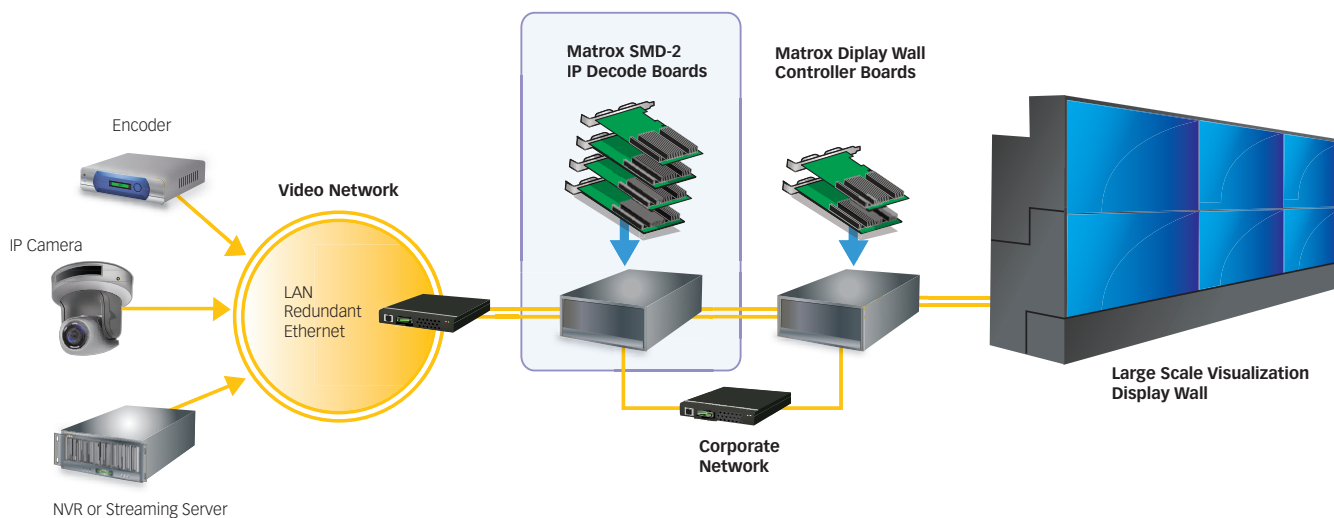 Matrox SMD-2
IP Decode Boards
Matrox Diplay Wall
Controller Boards
Encoder
Video Network
IP Camera
LAN
Redundant
Ethernet
Large Scale Visualization
Display Wall
Corporate
Network
NVR or Streaming Server